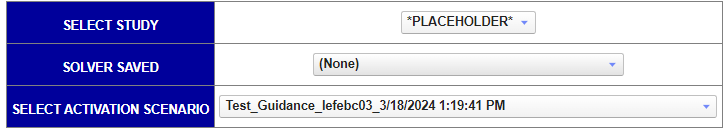 SELECT STUDY *PLACEHOLDER*
SOLVER SAVED (None)
SELECT ACTIVATION SCENARIO Test_Guidance_lefebc03_3/18/2024 1:19:41 PM